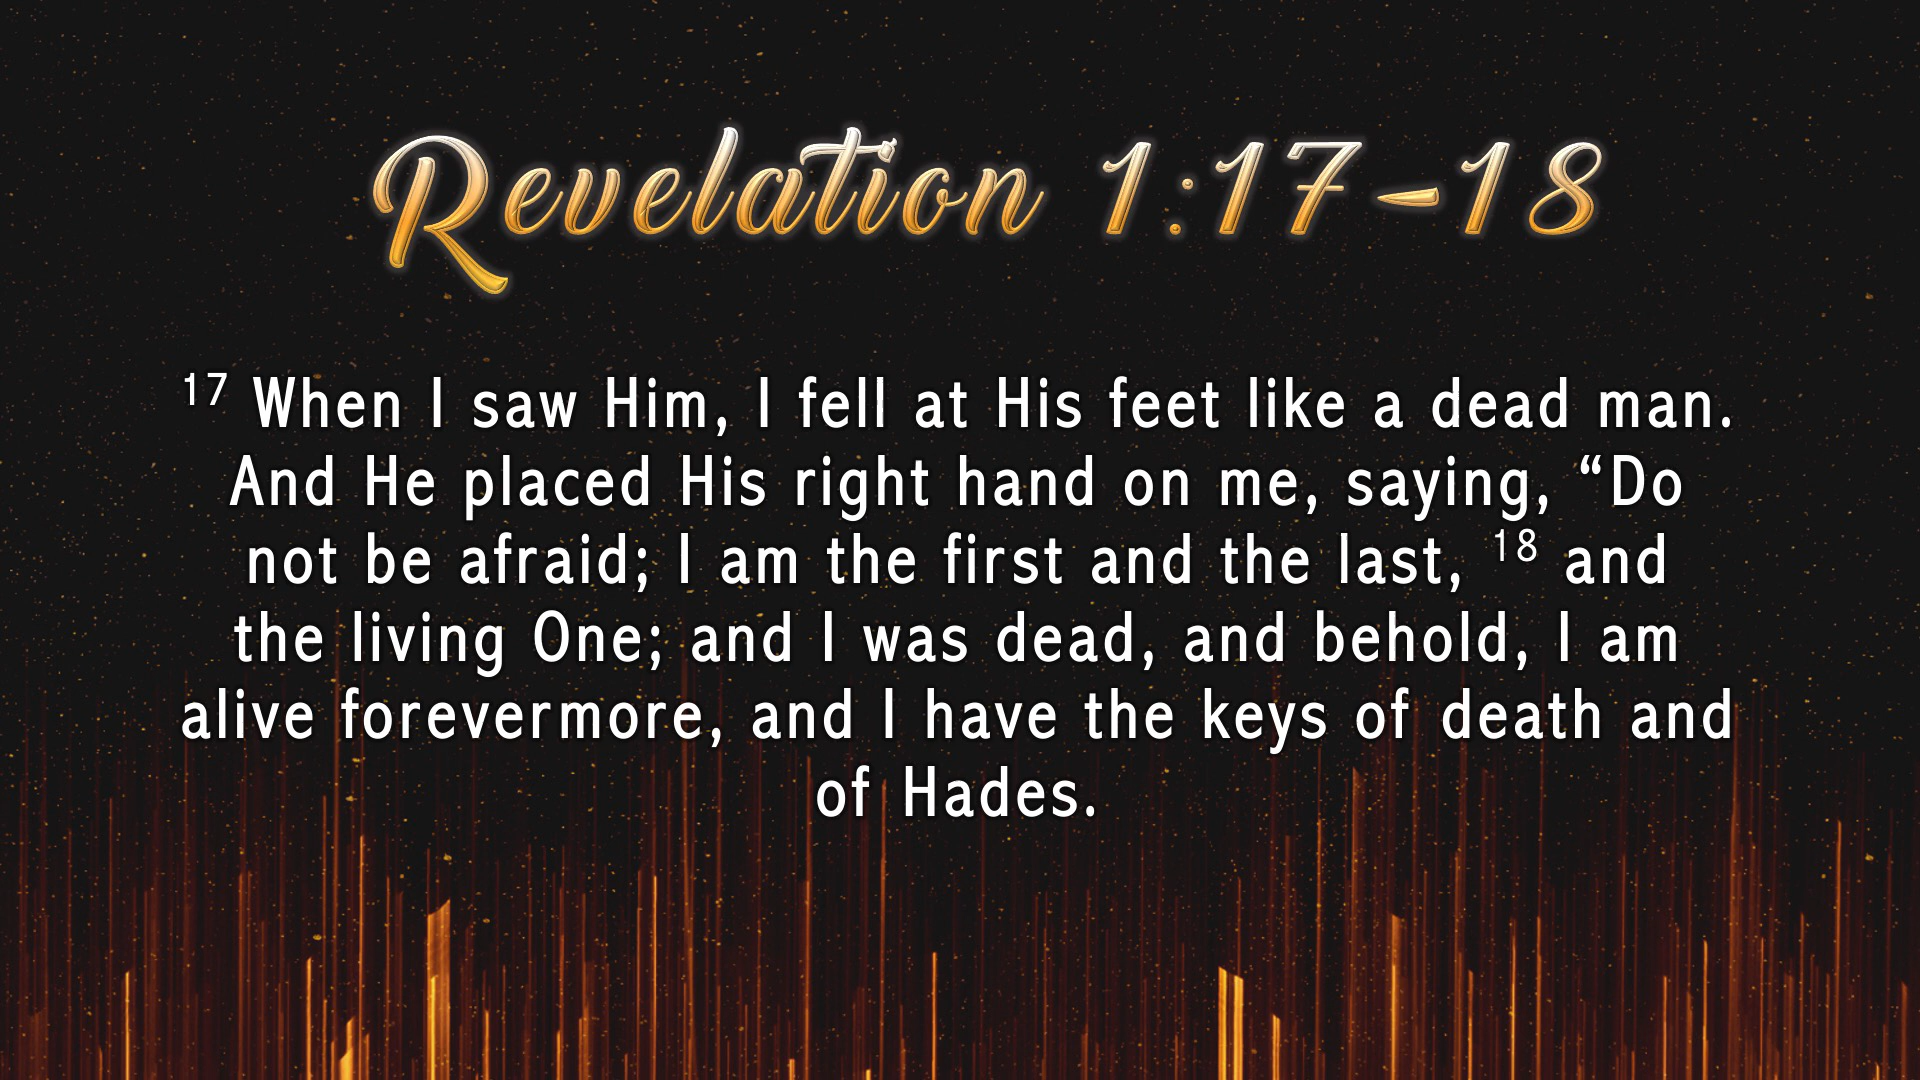 Revelation 1:17-18
17 When I saw Him, I fell at His feet like a dead man.
And He placed His right hand on me, saying, “Do
not be afraid; I am the first and the last, 18 and
the living One; and I was dead, and behold, I am
alive forevermore, and I have the keys of death and
of Hades.